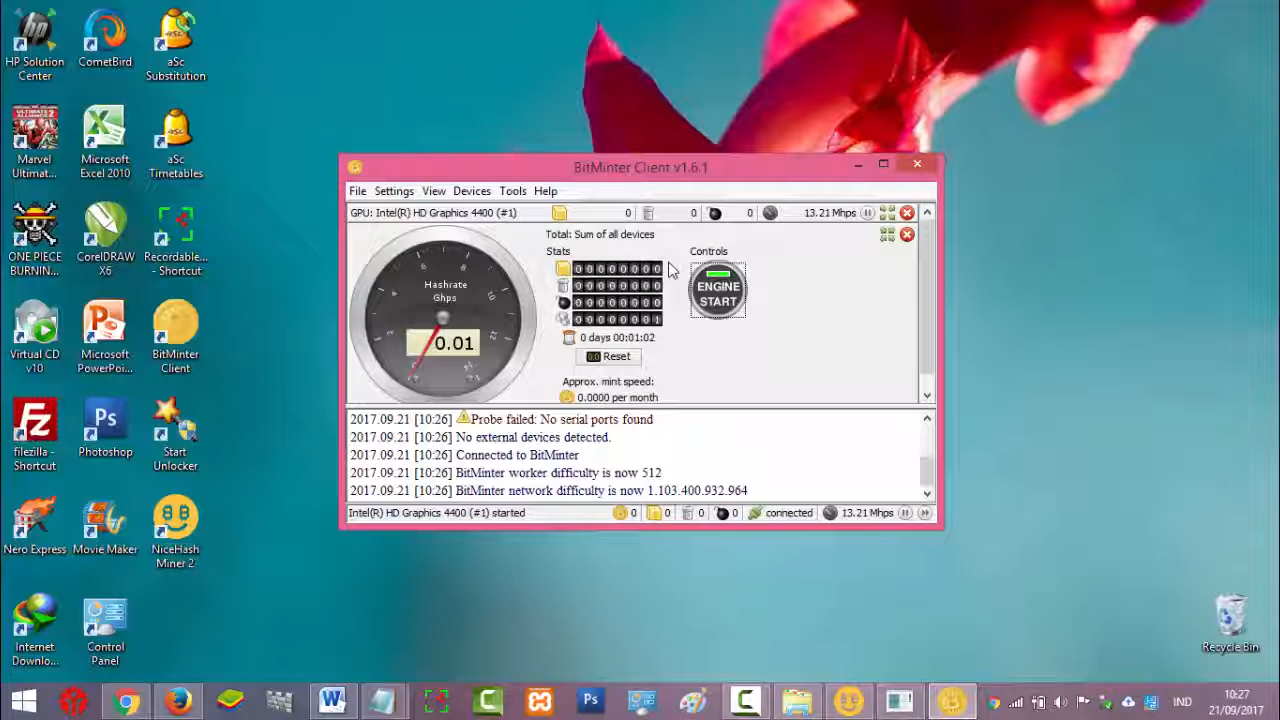 HP Solution
Center
CometBird
aSc
Substitution
Marvel
Ultimat...
Microsoft
Excel 2010
aSc
Timetables
ONE PIECE
BURNIN...
CorelDRAW
X6
Recordable...
- Shortcut
Virtual CD
v10
Microsoft
PowerPoi...
BitMinter
Client
filezilla -
Shortcut
Photoshop
Start
Unlocker
Nero Express
Movie Maker
NiceHash
Miner 2
Internet
Downlo...
Control
Panel
Recycle Bin
BitMinter Client v1.6.1
File Settings View Devices Tools Help
GPU: Intel(R) HD Graphics 4400 (#1) 0 0 0 13.21 Mhps
Total: Sum of all devices
Stats
Controls
Hashrate
Ghps
0.01
00000000
00000000
00000000
00000001
ENGINE
START
0 days 00:01:02
0.0 Reset
Approx. mint speed:
0.0000 per month
2017.09.21 [10:26] Probe failed: No serial ports found
2017.09.21 [10:26] No external devices detected.
2017.09.21 [10:26] Connected to BitMinter
2017.09.21 [10:26] BitMinter worker difficulty is now 512
2017.09.21 [10:26] BitMinter network difficulty is now 1.103.400.932.964
Intel(R) HD Graphics 4400 (#1) started 0 0 0 0 connected 13.21 Mhps
IND
10:27
21/09/2017